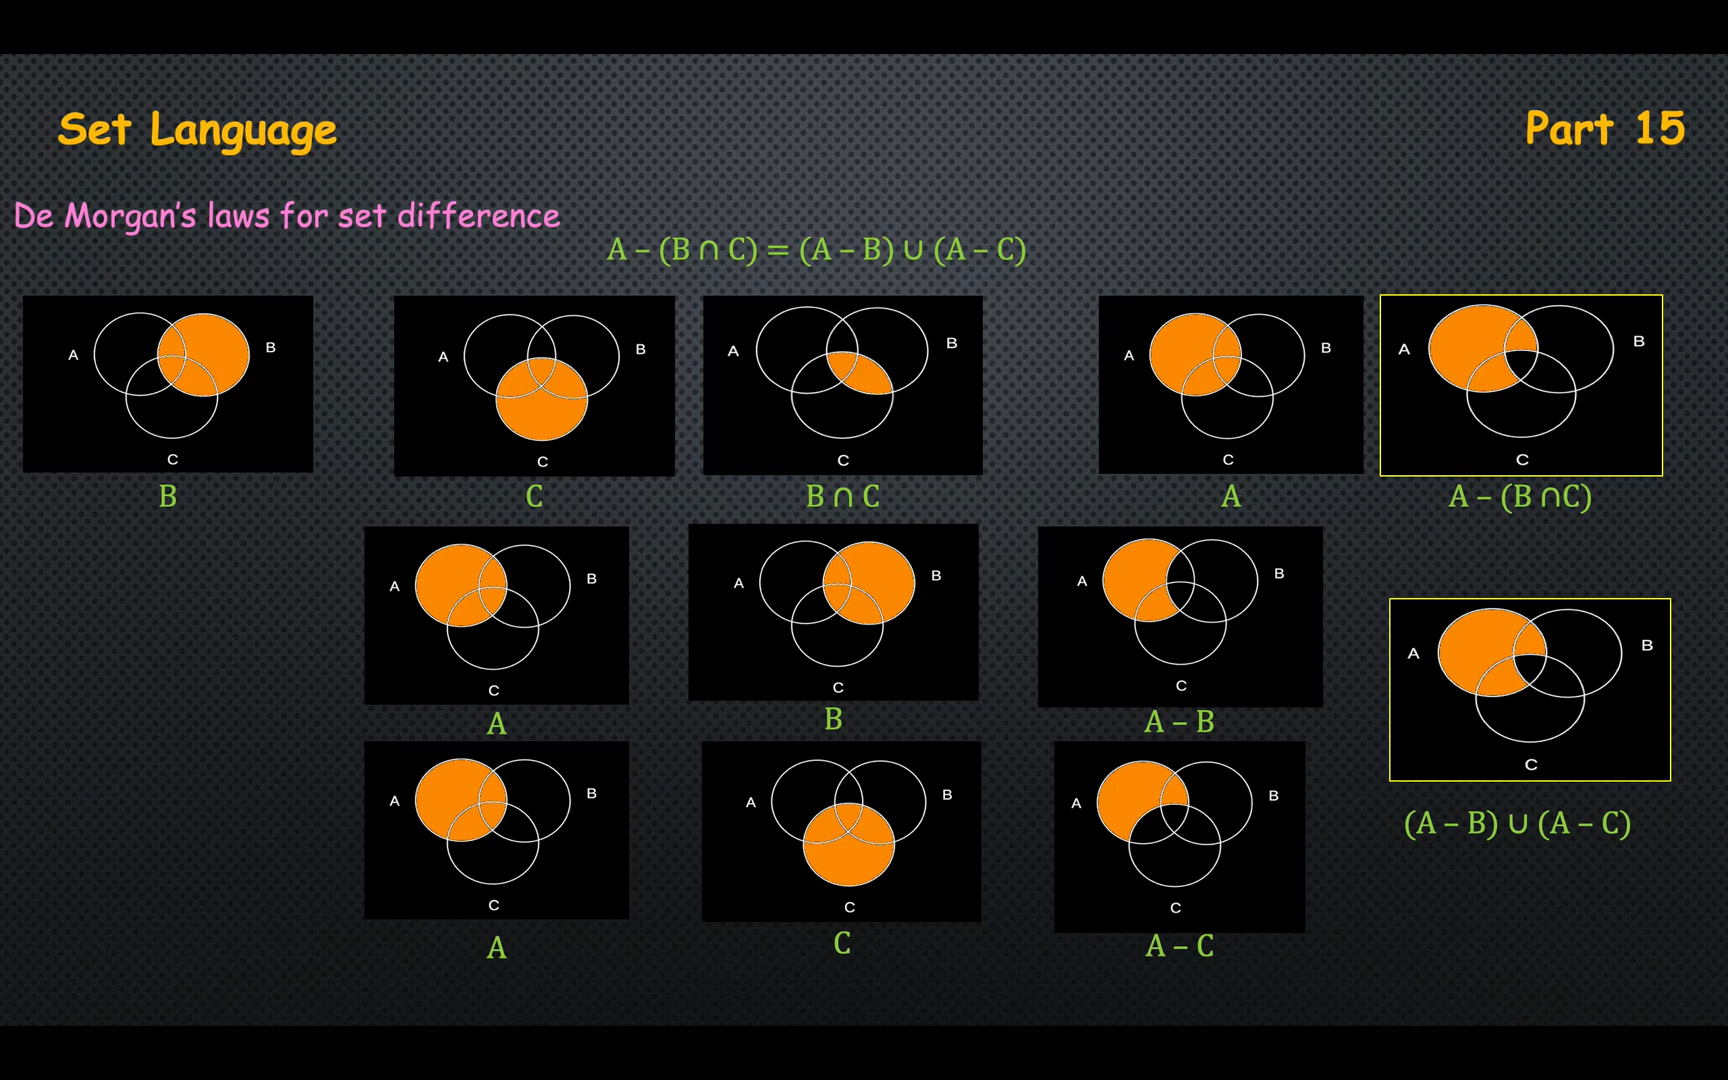 Set Language
Part 15
De Morgan's laws for set difference
A – (B ∩ C) = (A – B) ∪ (A – C)
A B C
A B C
A B C
A B C
A B C
B
C
B ∩ C
A
A – (B ∩C)
A B C
A B C
A B C
A B C
A
B
A – B
(A – B) ∪ (A – C)
A B C
A B C
A B C
A
C
A – C